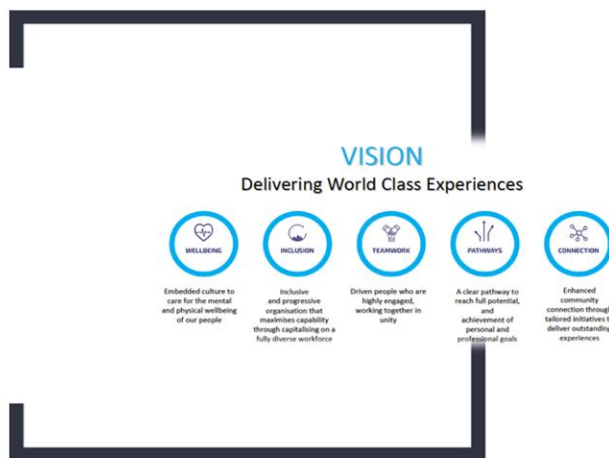 VISION
Delivering World Class Experiences
WELLBEING
INCLUSION
TEAMWORK
PATHWAYS
CONNECTION
Embedded culture to
care for the mental
and physical wellbeing
of our people
Inclusive
and progressive
organisation that
maximises capability
through capitalising on a
fully diverse workforce
Driven people who are
highly engaged,
working together in
unity
A clear pathway to
reach full potential,
and
achievement of
personal and
professional goals
Enhanced
community
connection through
tailored initiatives t
deliver outstanding
experiences